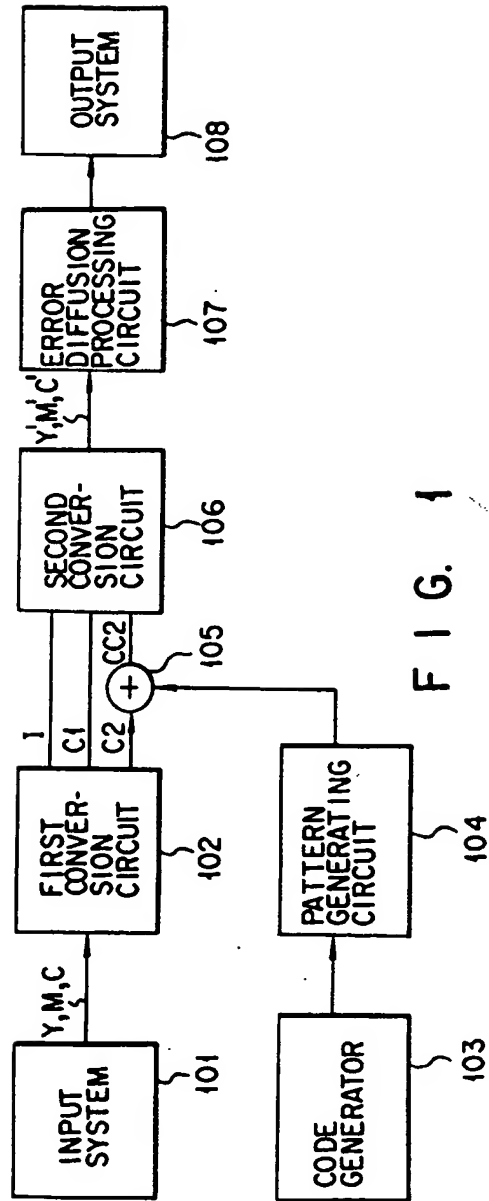 INPUT
SYSTEM
101
Y,M,C
FIRST
CONVER-
SION
CIRCUIT
102
I
C1
C2
CC2
105
+
SECOND
CONVER-
SION
CIRCUIT
106
Y',M',C'
ERROR
DIFFUSION
PROCESSING
CIRCUIT
107
OUTPUT
SYSTEM
108
CODE
GENERATOR
103
PATTERN
GENERATING
CIRCUIT
104
FIG. 1